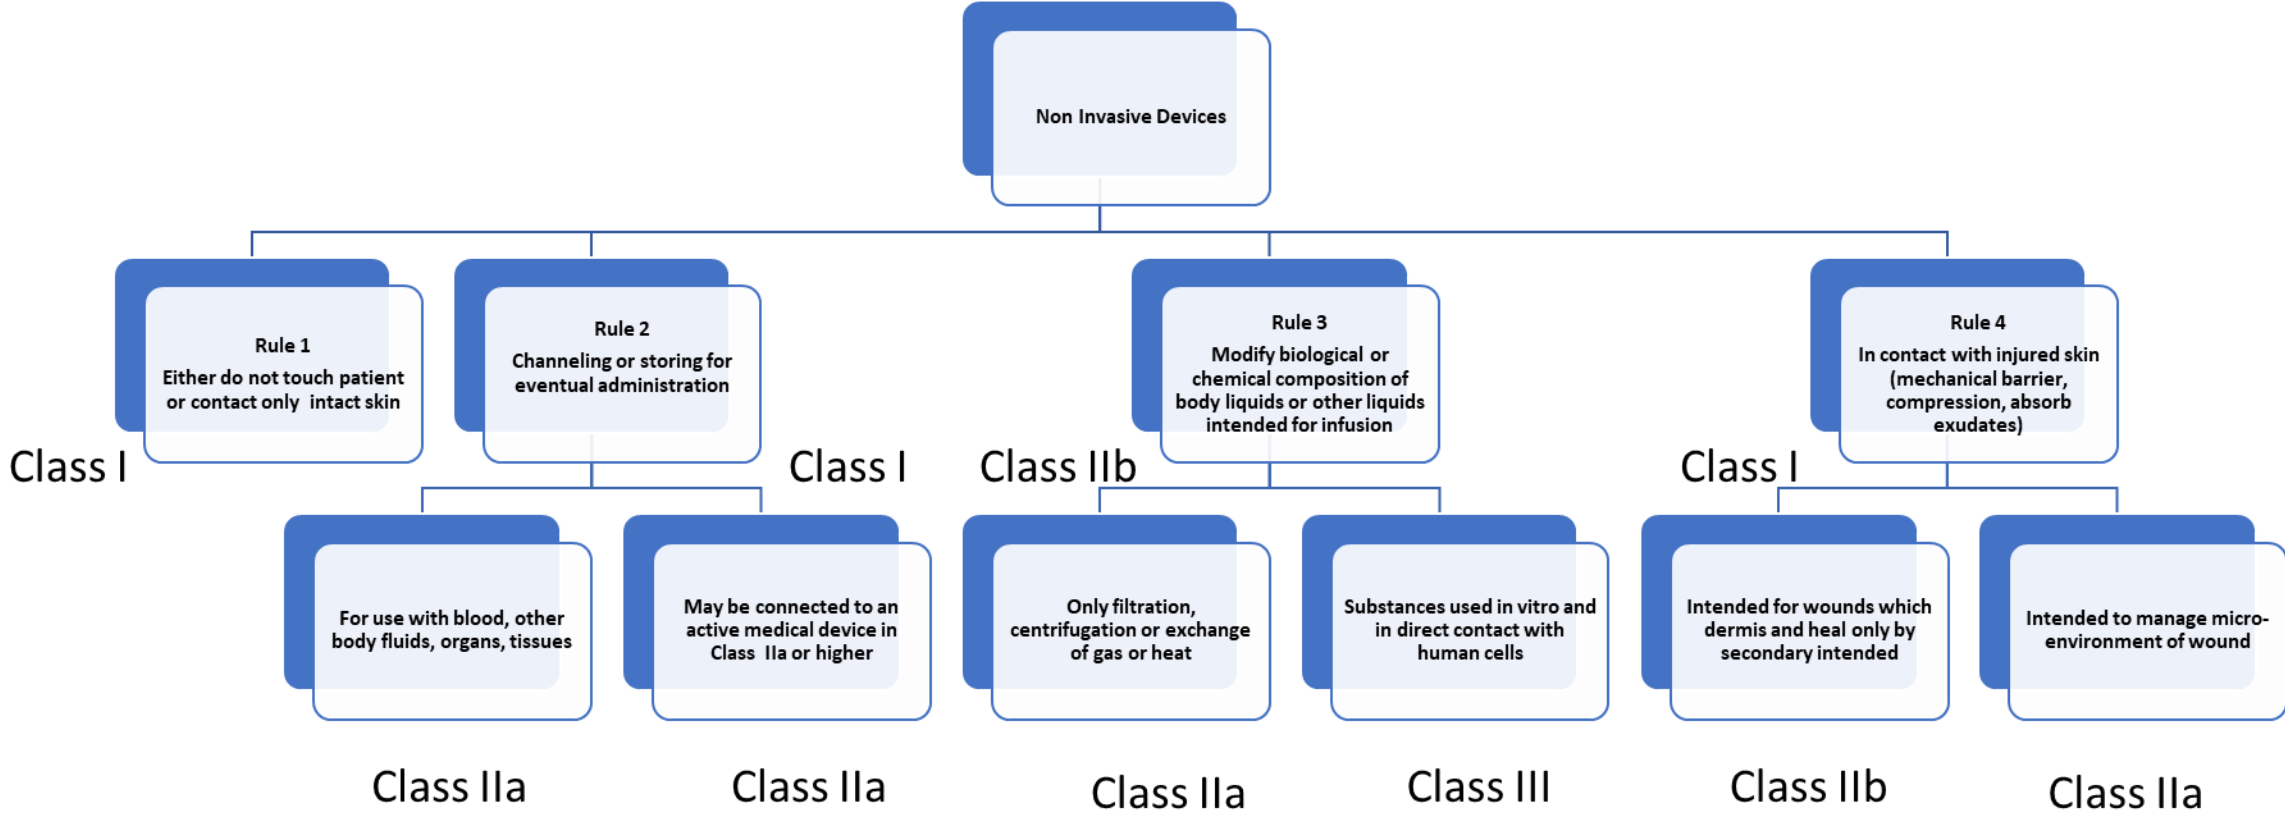 Non Invasive Devices
Rule 1
Either do not touch patient
or contact only intact skin
Class I
Rule 2
Channeling or storing for
eventual administration
Class I
Rule 3
Modify biological or
chemical composition of
body liquids or other liquids
intended for infusion
Class IIb
Rule 4
In contact with injured skin
(mechanical barrier,
compression, absorb
exudates)
Class I
For use with blood, other
body fluids, organs, tissues
Class IIa
May be connected to an
active medical device in
Class IIa or higher
Class IIa
Only filtration,
centrifugation or exchange
of gas or heat
Class IIa
Substances used in vitro and
in direct contact with
human cells
Class III
Intended for wounds which
dermis and heal only by
secondary intended
Class IIb
Intended to manage micro-
environment of wound
Class IIa